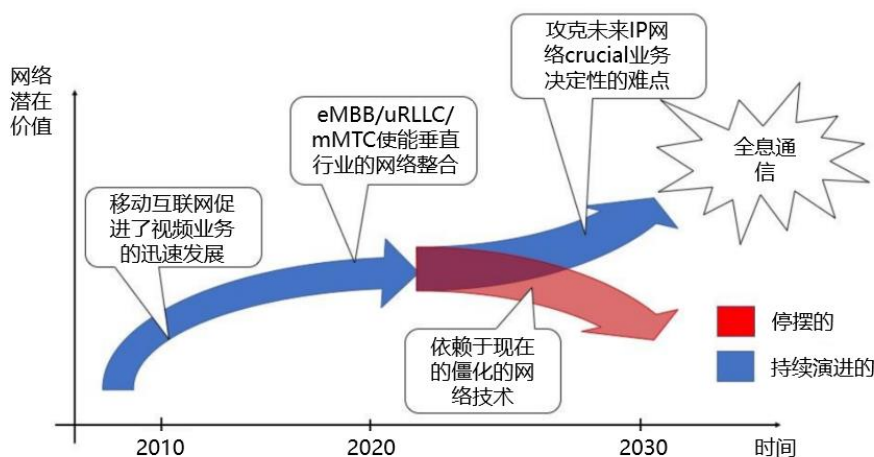 网络
潜在
价值
攻克未来IP网
络crucial业务
决定性的难点
eMBB/uRLLC/
mMTC使能垂直
行业的网络整合
全息通
信
移动互联网促
进了视频业务
的迅速发展
停摆的
依赖于现在
的僵化的网
络技术
持续演进的
2010
2020
2030
时间